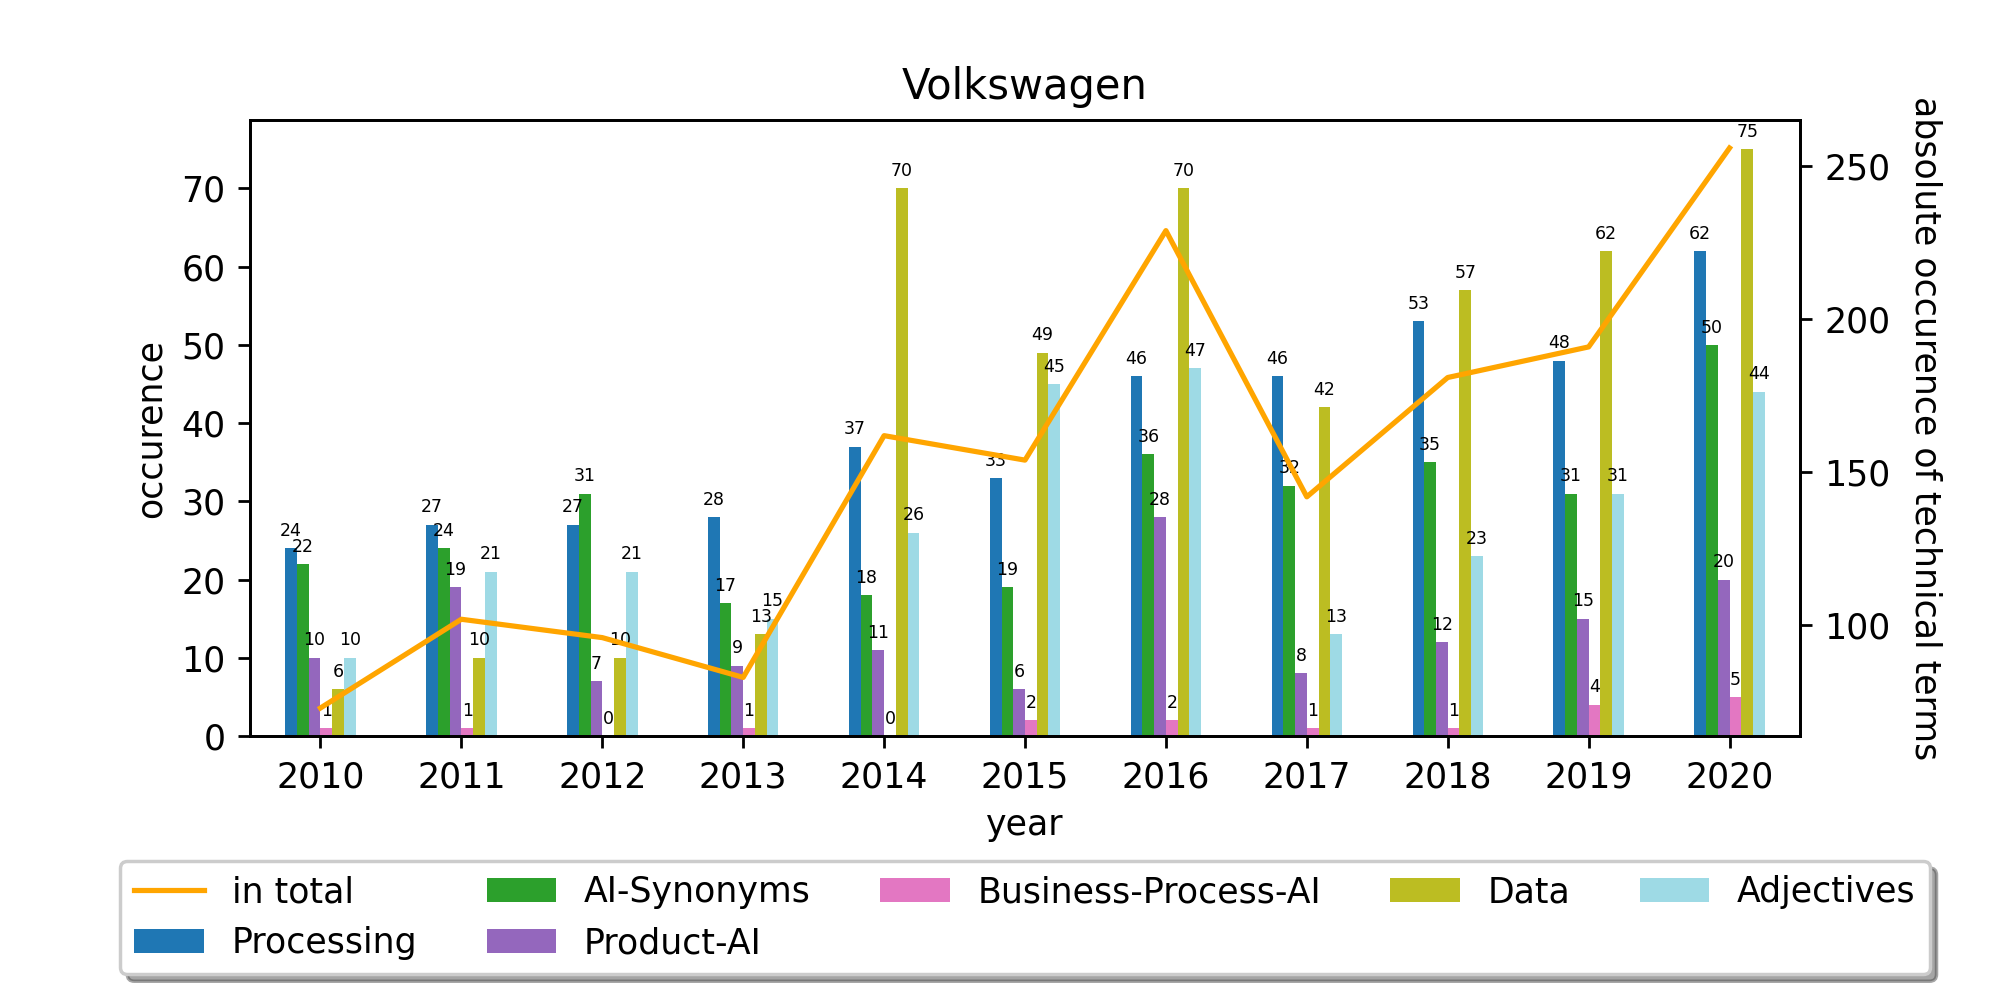 Volkswagen
occurence
absolute occurence of technical terms
70
60
50
40
30
20
10
0
250
200
150
100
24 22 10 1 6 10
27 24 19 1 10 21
27 31 7 0 10 21
28 17 9 1 13 15
37 18 11 0 70 26
33 19 6 2 49 45
46 36 28 2 70 47
46 32 8 1 42 13
53 35 12 1 57 23
48 31 15 4 62 31
62 50 20 5 75 44
2010 2011 2012 2013 2014 2015 2016 2017 2018 2019 2020
year
in total AI-Synonyms Business-Process-AI Data Adjectives
Processing Product-AI